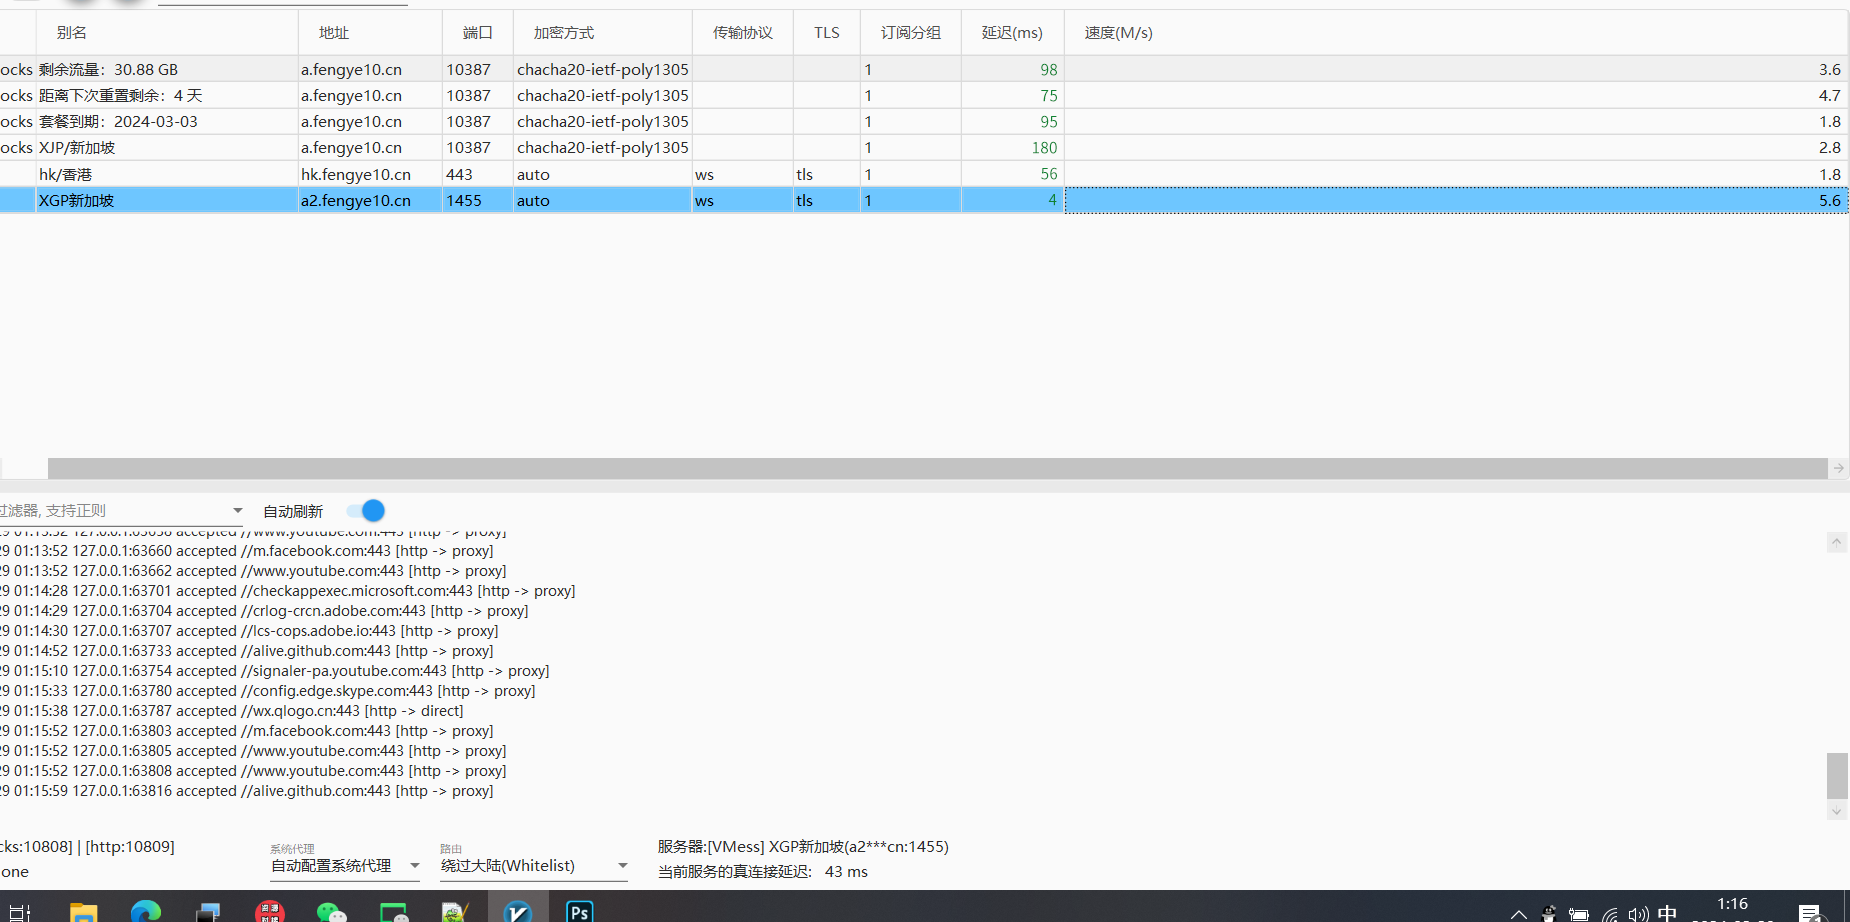 别名 地址 端口 加密方式 传输协议 TLS 订阅分组 延迟(ms) 速度(M/s)
ocks 剩余流量：30.88 GB a.fengye10.cn 10387 chacha20-ietf-poly1305 1 98 3.6
ocks 距离下次重置剩余：4 天 a.fengye10.cn 10387 chacha20-ietf-poly1305 1 75 4.7
ocks 套餐到期：2024-03-03 a.fengye10.cn 10387 chacha20-ietf-poly1305 1 95 1.8
ocks XJP/新加坡 a.fengye10.cn 10387 chacha20-ietf-poly1305 1 180 2.8
hk/香港 hk.fengye10.cn 443 auto ws tls 1 56 1.8
XGP新加坡 a2.fengye10.cn 1455 auto ws tls 1 4 5.6
过滤器, 支持正则 自动刷新
29 01:13:52 127.0.0.1:63658 accepted //www.youtube.com:443 [http -> proxy]
29 01:13:52 127.0.0.1:63660 accepted //m.facebook.com:443 [http -> proxy]
29 01:13:52 127.0.0.1:63662 accepted //www.youtube.com:443 [http -> proxy]
29 01:14:28 127.0.0.1:63701 accepted //checkappexec.microsoft.com:443 [http -> proxy]
29 01:14:29 127.0.0.1:63704 accepted //crlog-crcn.adobe.com:443 [http -> proxy]
29 01:14:30 127.0.0.1:63707 accepted //lcs-cops.adobe.io:443 [http -> proxy]
29 01:14:52 127.0.0.1:63733 accepted //alive.github.com:443 [http -> proxy]
29 01:15:10 127.0.0.1:63754 accepted //signaler-pa.youtube.com:443 [http -> proxy]
29 01:15:33 127.0.0.1:63780 accepted //config.edge.skype.com:443 [http -> proxy]
29 01:15:38 127.0.0.1:63787 accepted //wx.qlogo.cn:443 [http -> direct]
29 01:15:52 127.0.0.1:63803 accepted //m.facebook.com:443 [http -> proxy]
29 01:15:52 127.0.0.1:63805 accepted //www.youtube.com:443 [http -> proxy]
29 01:15:52 127.0.0.1:63808 accepted //www.youtube.com:443 [http -> proxy]
29 01:15:59 127.0.0.1:63816 accepted //alive.github.com:443 [http -> proxy]
cks:10808] | [http:10809]
one
系统代理
自动配置系统代理
路由
绕过大陆(Whitelist)
服务器:[VMess] XGP新加坡(a2***cn:1455)
当前服务的真连接延迟: 43 ms
Ps
中
1:16